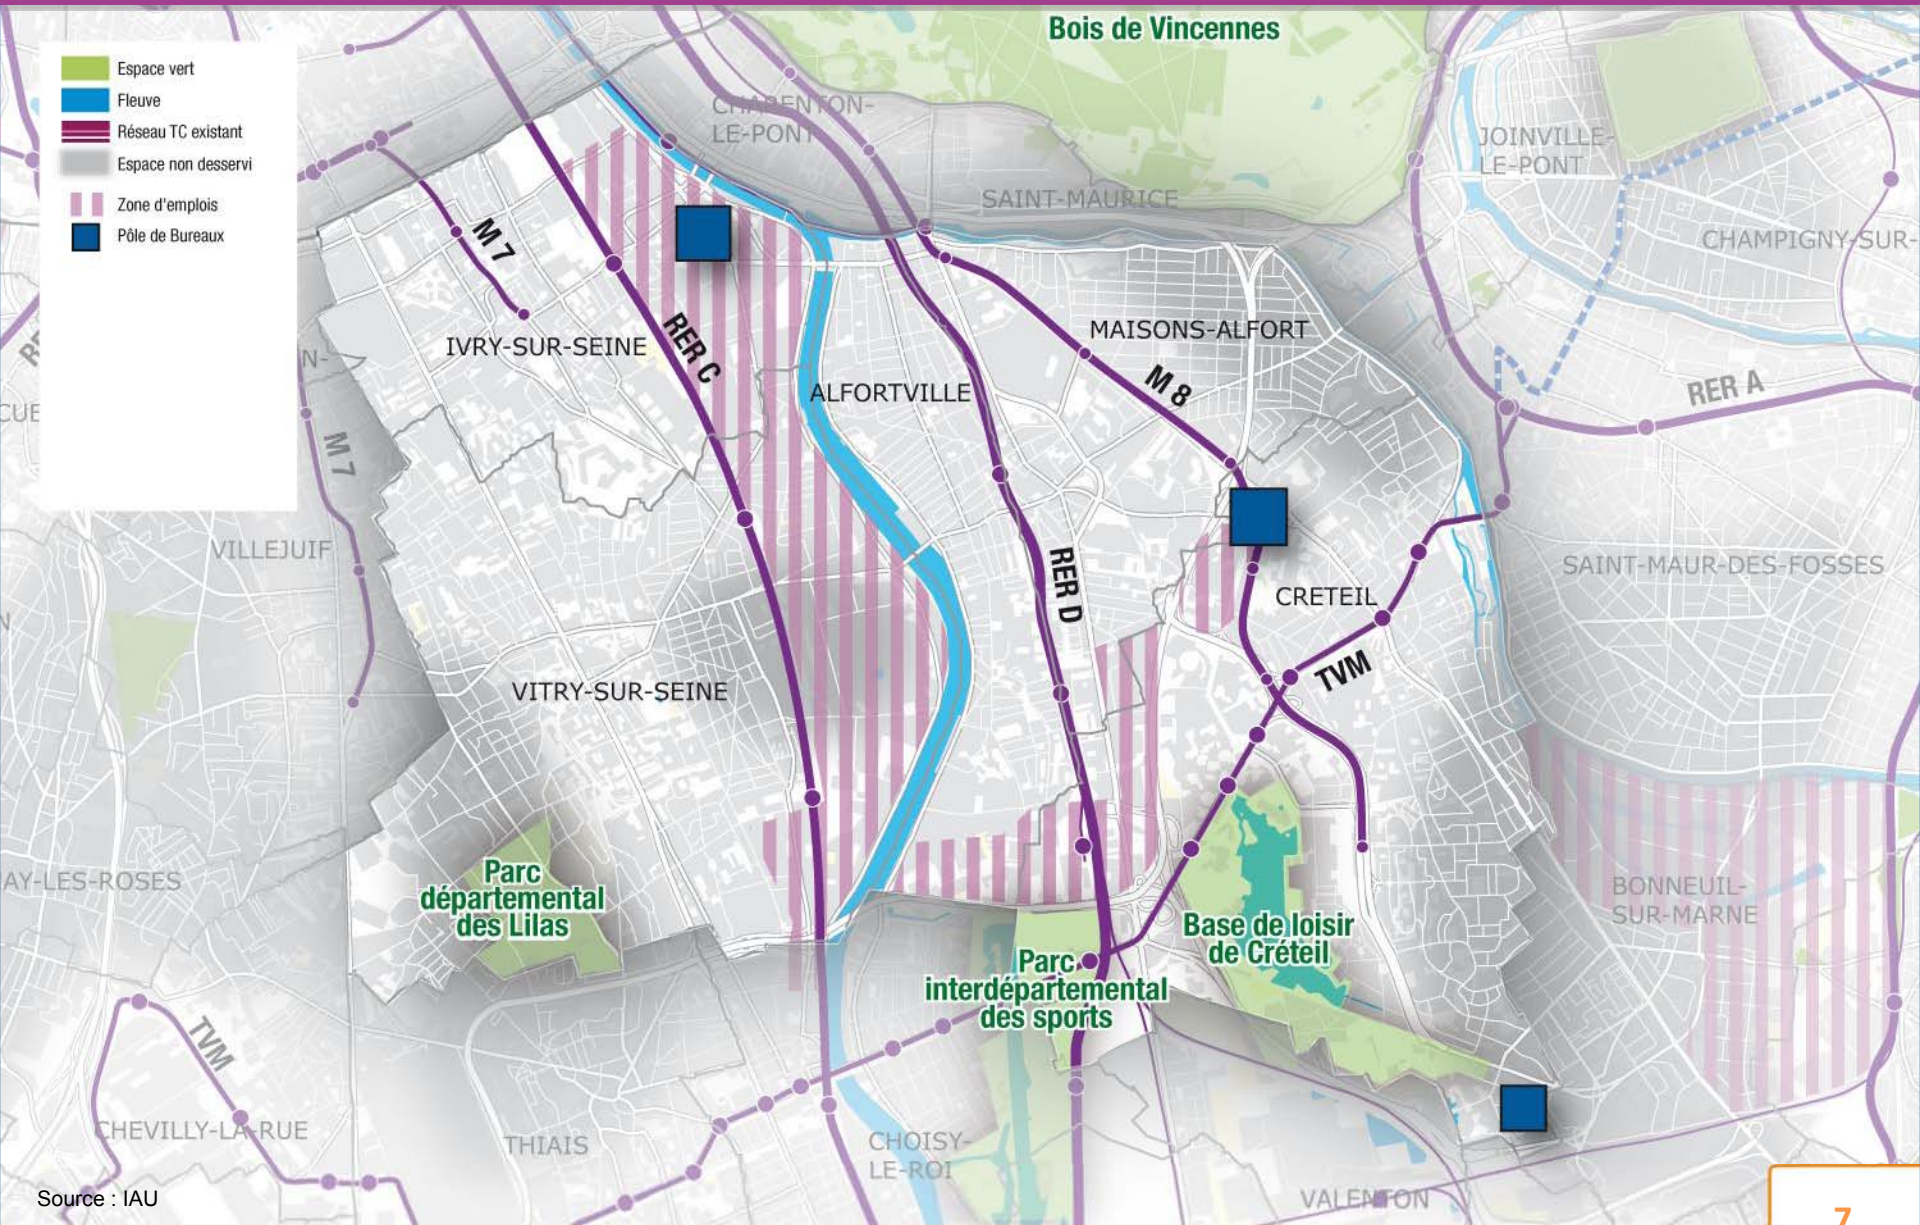 Bois de Vincennes
Espace vert
Fleuve
Réseau TC existant
Espace non desservi
Zone d'emplois
Pôle de Bureaux
CHARENTON-
LE-PONT
JOINVILLE-
LE-PONT
SAINT-MAURICE
CHAMPIGNY-SUR-
M 7
IVRY-SUR-SEINE
RER C
MAISONS-ALFORT
ALFORTVILLE
M 8
RER A
N-
CUE
M 7
VILLEJUIF
RER D
CRETEIL
SAINT-MAUR-DES-FOSSES
TVM
VITRY-SUR-SEINE
AY-LES-ROSES
Parc
départemental
des Lilas
BONNEUIL-
SUR-MARNE
Base de loisir
de Créteil
Parc
interdépartemental
des sports
TVM
CHEVILLY-LA-RUE
THIAIS
CHOISY-
LE-ROI
VALENTON
Source : IAU
7